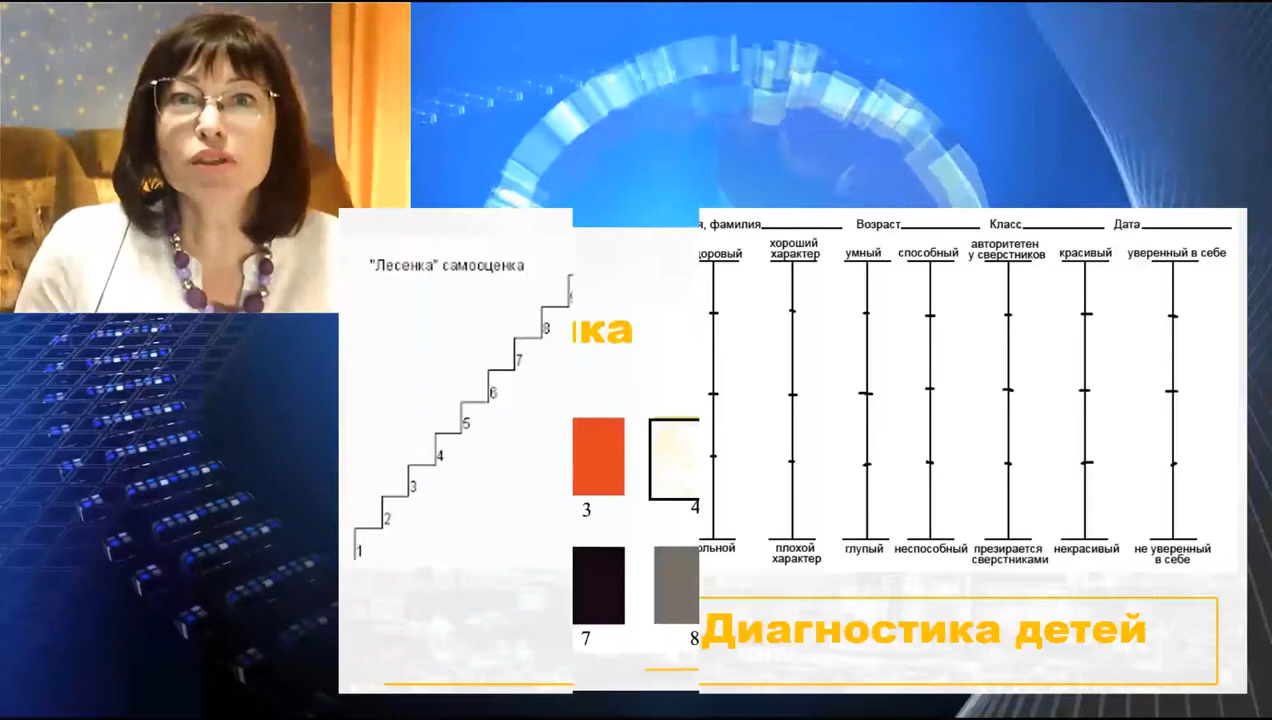 "Лесенка" самооценка
8
7
6
5
4
3
2
1
ика
3
4
7
8
я, фамилия Возраст Класс Дата
доровый
хороший
характер
умный
способный
авторитетен
у сверстников
красивый
уверенный в себе
ольной
плохой
характер
глупый
неспособный
презирается
сверстниками
некрасивый
не уверенный
в себе
Диагностика детей